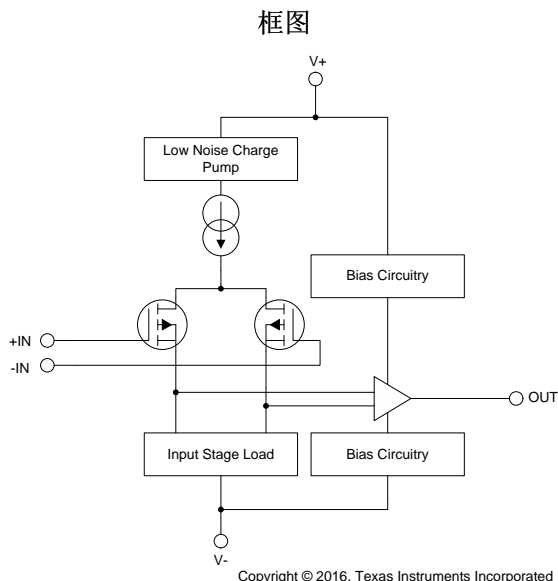 框图
V+
Low Noise Charge
Pump
Bias Circuitry
+IN
-IN
OUT
Input Stage Load
Bias Circuitry
V-
Copyright © 2016, Texas Instruments Incorporated